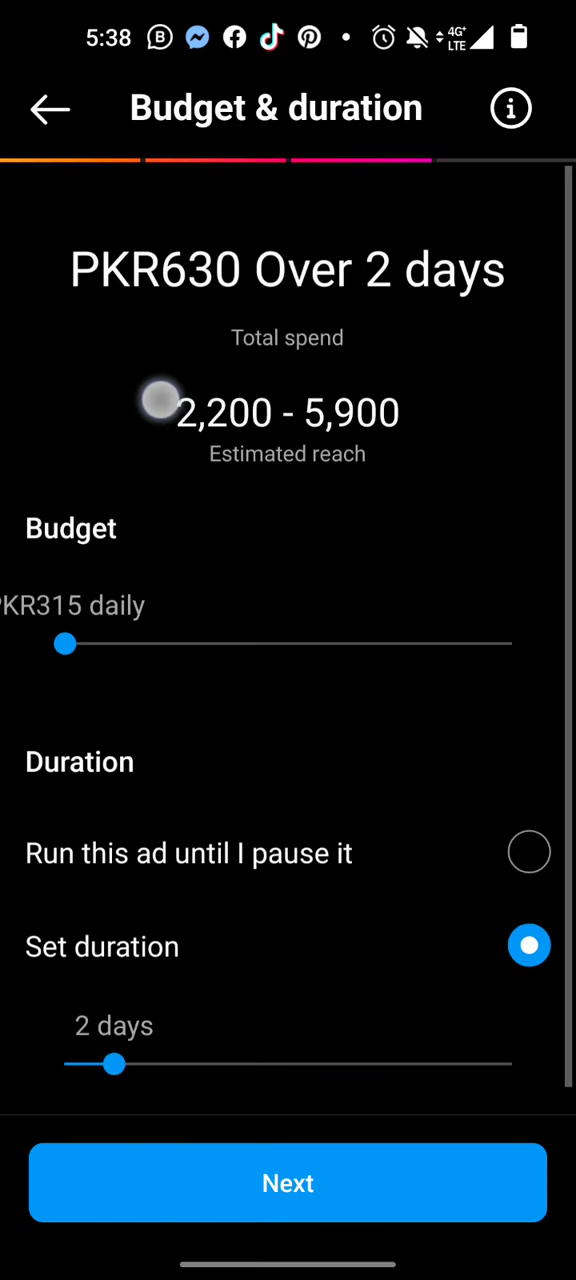 5:38
4G+
LTE
Budget & duration
PKR630 Over 2 days
Total spend
2,200 - 5,900
Estimated reach
Budget
PKR315 daily
Duration
Run this ad until I pause it
Set duration
2 days
Next